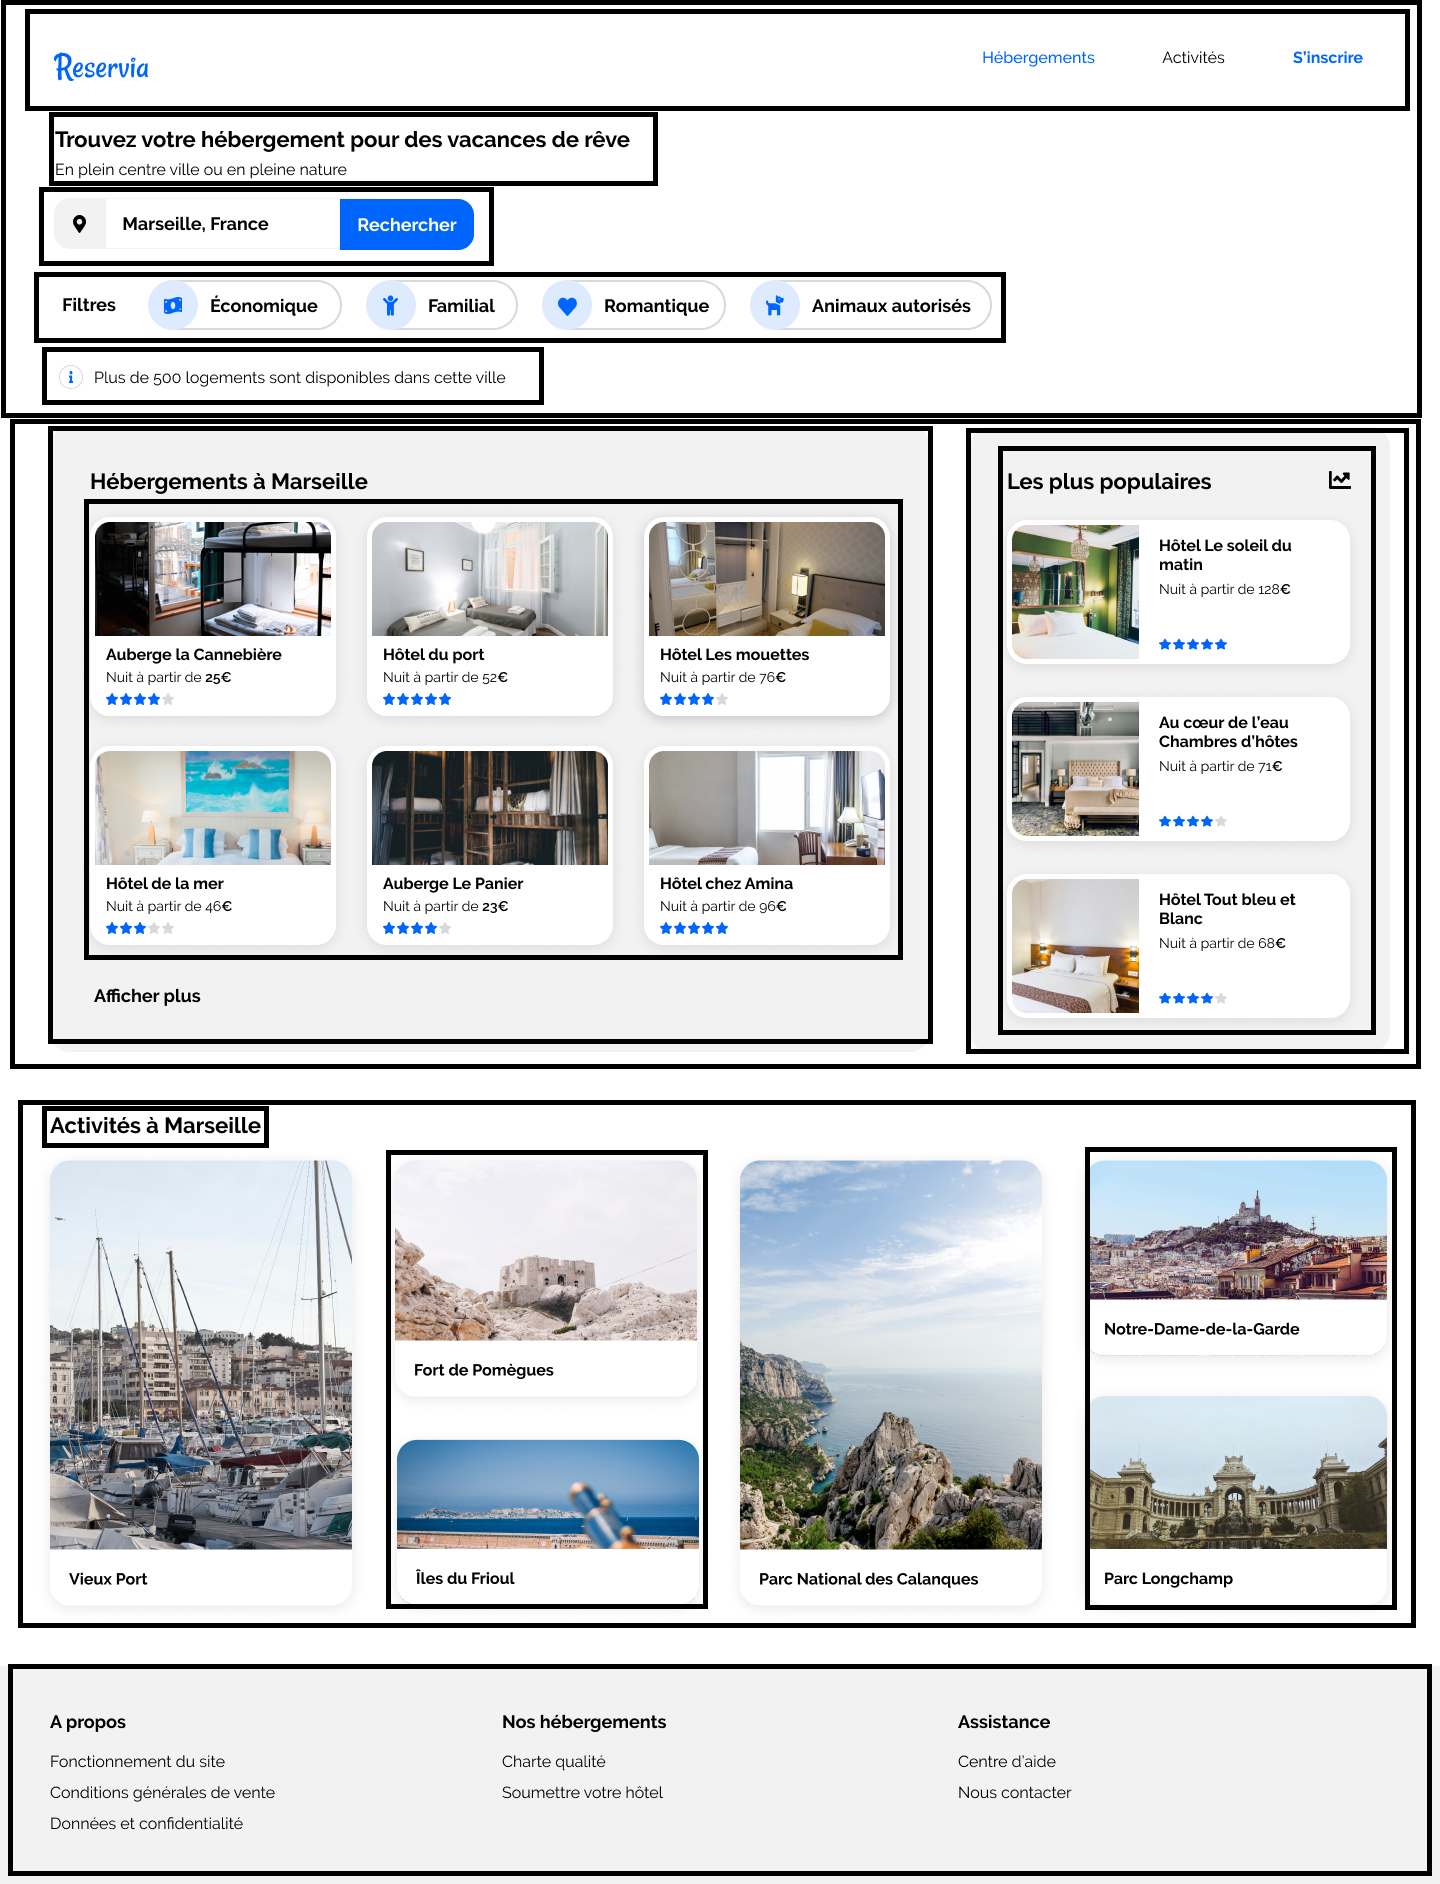 Reservia
Hébergements
Activités
S'inscrire
Trouvez votre hébergement pour des vacances de rêve
En plein centre ville ou en pleine nature
Marseille, France
Rechercher
Filtres
Économique
Familial
Romantique
Animaux autorisés
Plus de 500 logements sont disponibles dans cette ville
Hébergements à Marseille
Auberge la Cannebière
Nuit à partir de 25€
Hôtel du port
Nuit à partir de 52€
Hôtel Les mouettes
Nuit à partir de 76€
Hôtel de la mer
Nuit à partir de 46€
Auberge Le Panier
Nuit à partir de 23€
Hôtel chez Amina
Nuit à partir de 96€
Afficher plus
Les plus populaires
Hôtel Le soleil du
matin
Nuit à partir de 128€
Au cœur de l'eau
Chambres d'hôtes
Nuit à partir de 71€
Hôtel Tout bleu et
Blanc
Nuit à partir de 68€
Activités à Marseille
Vieux Port
Fort de Pomègues
Îles du Frioul
Parc National des Calanques
Notre-Dame-de-la-Garde
Parc Longchamp
A propos
Fonctionnement du site
Conditions générales de vente
Données et confidentialité
Nos hébergements
Charte qualité
Soumettre votre hôtel
Assistance
Centre d'aide
Nous contacter